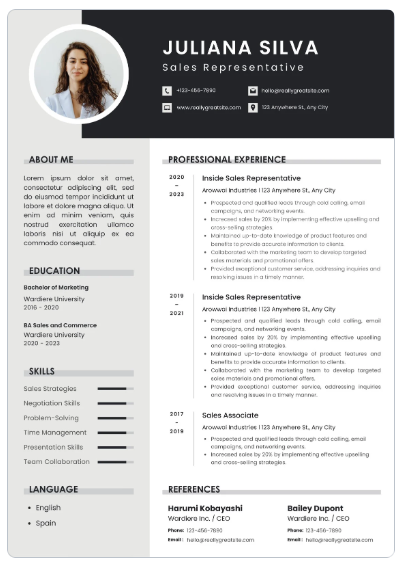 JULIANA SILVA
Sales Representative
+123-456-7890
hello@reallygreatsite.com
www.reallygreatsite.com
123 Anywhere St., Any City
ABOUT ME
Lorem ipsum dolor sit amet,
consectetur adipiscing elit, sed
do eiusmod tempor incididunt ut
labore et dolore magna aliqua. Ut
enim ad minim veniam, quis
nostrud exercitation ullamco
laboris nisi ut aliquip ex ea
commodo consequat.
EDUCATION
Bachelor of Marketing
Wardiere University
2016 - 2020
BA Sales and Commerce
Wardiere University
2020 - 2023
SKILLS
Sales Strategies
Negotiation Skills
Problem-Solving
Time Management
Presentation Skills
Team Collaboration
LANGUAGE
• English
• Spain
PROFESSIONAL EXPERIENCE
2020
-
2023
Inside Sales Representative
Arowwai Industries I 123 Anywhere St., Any City
• Prospected and qualified leads through cold calling, email
campaigns, and networking events.
• Increased sales by 20% by implementing effective upselling and
cross-selling strategies
• Maintained up-to-date knowledge of product features and
benefits to provide accurate information to clients.
• Collaborated with the marketing team to develop targeted
sales materials and promotional offers.
• Provided exceptional customer service, addressing inquiries and
resolving issues in a timely manner.
2019
-
2021
Inside Sales Representative
Arowwai Industries I 123 Anywhere St., Any City
• Prospected and qualified leads through cold calling, email
campaigns, and networking events.
• Increased sales by 20% by implementing effective upselling
and cross-selling strategies
• Maintained up-to-date knowledge of product features and
benefits to provide accurate information to clients.
• Collaborated with the marketing team to develop targeted
sales materials and promotional offers.
• Provided exceptional customer service, addressing inquiries
and resolving issues in a timely manner.
2017
-
2019
Sales Associate
Arowwai Industries I 123 Anywhere St., Any City
• Prospected and qualified leads through cold calling, email
campaigns, and networking events.
• Increased sales by 20% by implementing effective upselling
and cross-selling strategies
REFERENCES
Harumi Kobayashi
Wardiere Inc. / CEO
Phone: 123-456-7890
Email : hello@reallygreatsite.com
Bailey Dupont
Wardiere Inc. / CEO
Phone: 123-456-7890
Email : hello@reallygreatsite.com